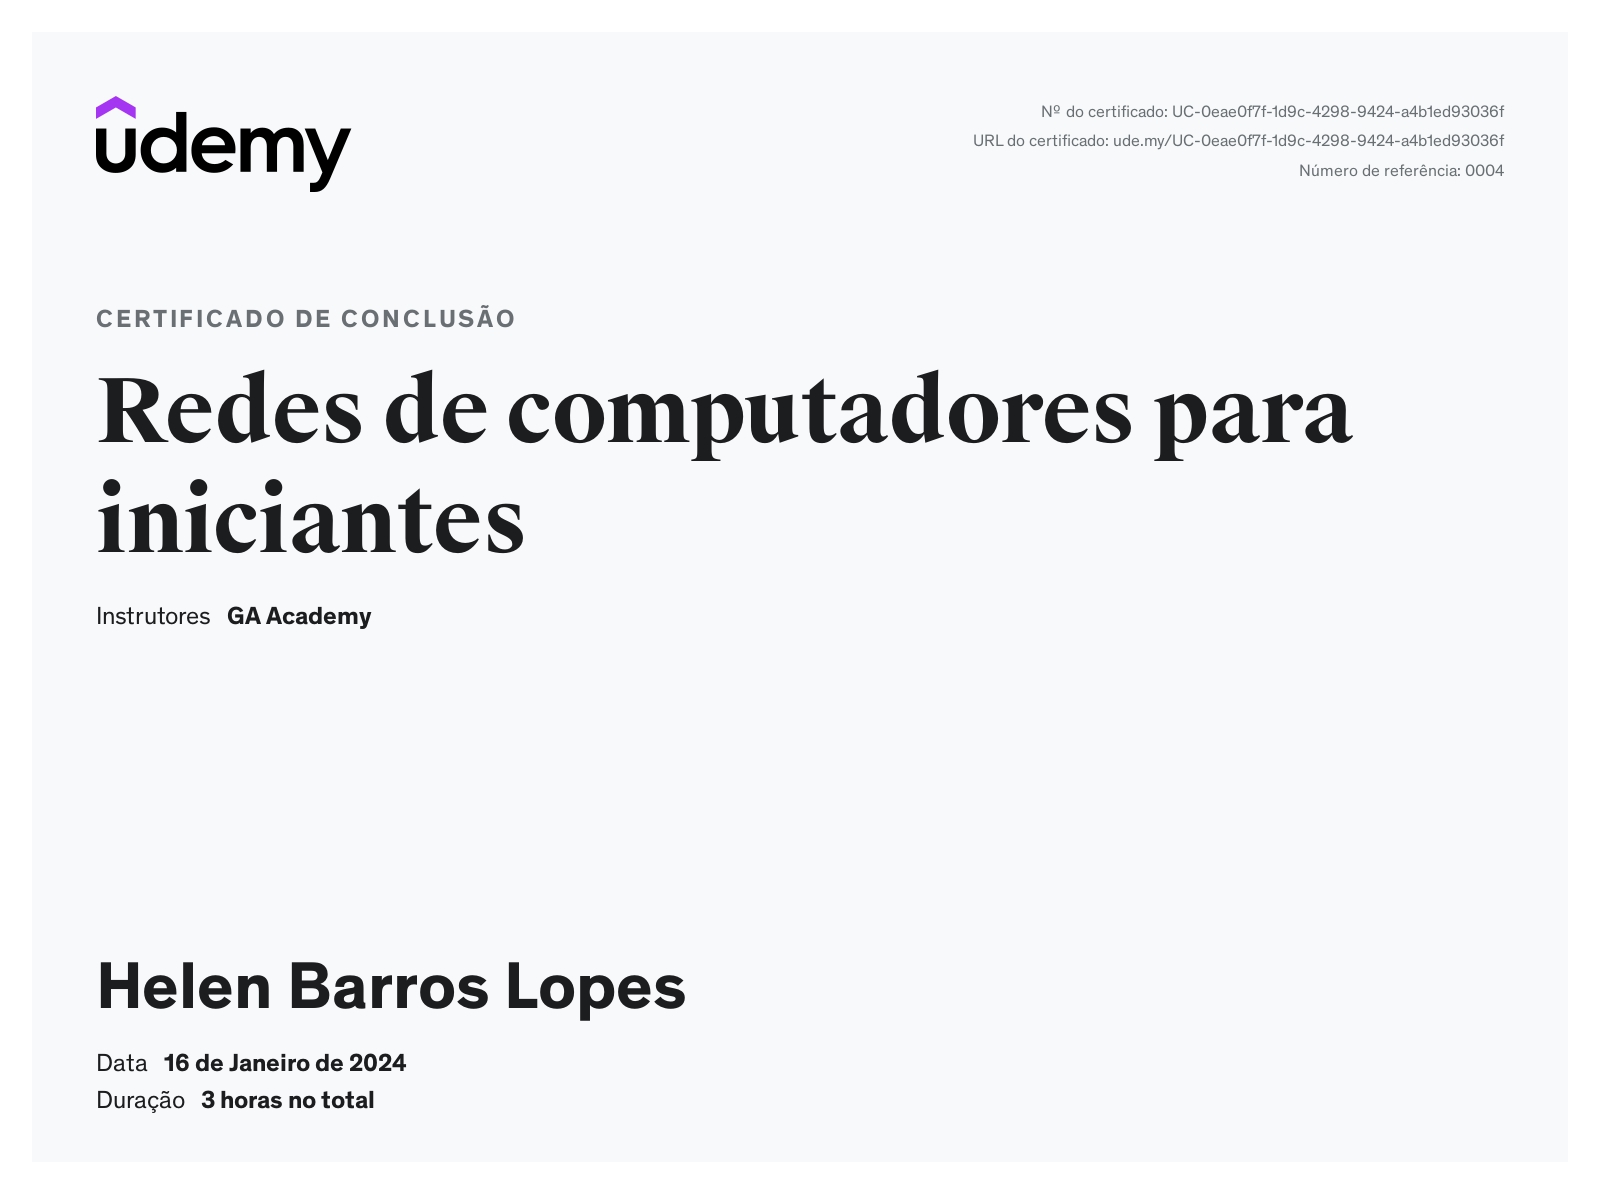 udemy
Nº do certificado: UC-0eae0f7f-1d9c-4298-9424-a4b1ed93036f
URL do certificado: ude.my/UC-0eae0f7f-1d9c-4298-9424-a4b1ed93036f
Número de referência: 0004
CERTIFICADO DE CONCLUSÃO
Redes de computadores para
iniciantes
Instrutores GA Academy
Helen Barros Lopes
Data 16 de Janeiro de 2024
Duração 3 horas no total